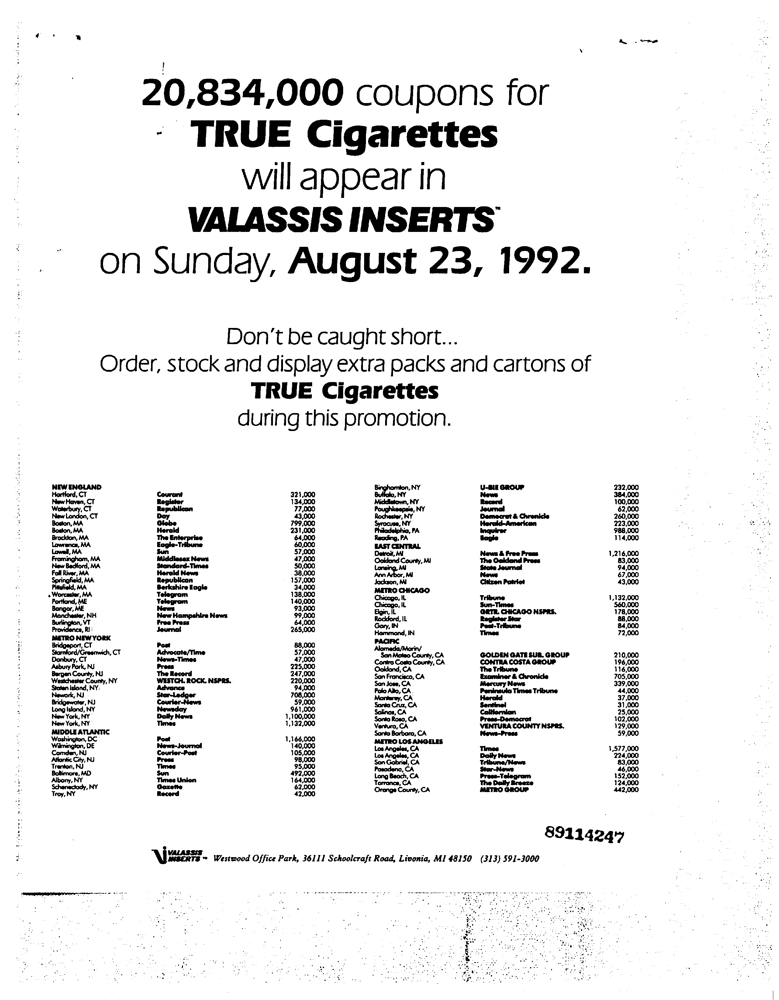 20,834,000 coupons for
TRUE Cigarettes
will appear in
VALASSIS INSERTS™
on Sunday, August 23, 1992.
Don't be caught short...
Order, stock and display extra packs and cartons of
TRUE Cigarettes
during this promotion.
NEW ENGLAND
Hartford, CT Courant 321,000
New Haven, CT Register 134,000
Waterbury, CT Republican 77,000
New London, CT Day 43,000
Boston, MA Globe 799,000
Boston, MA Herald 231,000
Brockton, MA The Enterprise 64,000
Lawrence, MA Eagle-Tribune 60,000
Lowell, MA Sun 57,000
Framingham, MA Middlesex News 47,000
New Bedford, MA Standard-Times 50,000
Fall River, MA Herald News 38,000
Springfield, MA Republican 157,000
Pittsfield, MA Berkshire Eagle 34,000
Worcester, MA Telegram 138,000
Portland, ME Telegram 140,000
Bangor, ME News 93,000
Manchester, NH New Hampshire News 99,000
Burlington, VT Free Press 64,000
Providence, RI Journal 265,000
METRO NEW YORK
Bridgeport, CT Post 88,000
Stamford/Greenwich, CT Advocate/Time 57,000
Danbury, CT News-Times 47,000
Asbury Park, NJ Press 225,000
Bergen County, NJ The Record 247,000
Westchester County, NY WESTCH. ROCK. NSPRS. 220,000
Staten Island, NY Advance 94,000
Newark, NJ Star-Ledger 708,000
Bridgewater, NJ Courier-News 59,000
Long Island, NY Newsday 961,000
New York, NY Daily News 1,100,000
New York, NY Times 1,132,000
MIDDLE ATLANTIC
Washington, DC Post 1,166,000
Wilmington, DE News-Journal 140,000
Camden, NJ Courier-Post 105,000
Atlantic City, NJ Press 98,000
Trenton, NJ Times 95,000
Baltimore, MD Sun 492,000
Albany, NY Times Union 164,000
Schenectady, NY Gazette 62,000
Troy, NY Record 42,000
Binghamton, NY U-BIE GROUP 232,000
Buffalo, NY News 384,000
Middletown, NY Record 100,000
Poughkeepsie, NY Journal 62,000
Rochester, NY Democrat & Chronicle 260,000
Syracuse, NY Herald-American 223,000
Philadelphia, PA Inquirer 988,000
Reading, PA Eagle 114,000
EAST CENTRAL
Detroit, MI News & Free Press 1,216,000
Oakland County, MI The Oakland Press 83,000
Lansing, MI State Journal 94,000
Ann Arbor, MI News 67,000
Jackson, MI Citizen Patriot 43,000
METRO CHICAGO
Chicago, IL Tribune 1,132,000
Chicago, IL Sun-Times 560,000
Elgin, IL GRTR. CHICAGO NSPRS. 178,000
Rockford, IL Register Star 88,000
Gary, IN Post-Tribune 84,000
Hammond, IN Times 72,000
PACIFIC
Alameda/Marin/
San Mateo County, CA GOLDEN GATE SUB. GROUP 210,000
Contra Costa County, CA CONTRA COSTA GROUP 196,000
Oakland, CA The Tribune 116,000
San Francisco, CA Examiner & Chronicle 705,000
San Jose, CA Mercury News 339,000
Palo Alto, CA Peninsula Times Tribune 44,000
Monterey, CA Herald 37,000
Santa Cruz, CA Sentinel 31,000
Salinas, CA Californian 25,000
Santa Rosa, CA Press-Democrat 102,000
Ventura, CA VENTURA COUNTY NSPRS. 129,000
Santa Barbara, CA News-Press 59,000
METRO LOS ANGELES
Los Angeles, CA Times 1,577,000
Los Angeles, CA Daily News 224,000
San Gabriel, CA Tribune/News 83,000
Pasadena, CA Star-News 46,000
Long Beach, CA Press-Telegram 152,000
Torrance, CA The Daily Breeze 124,000
Orange County, CA METRO GROUP 442,000
89114247
VALASSIS
INSERTS™ Westwood Office Park, 36111 Schoolcraft Road, Livonia, MI 48150 (313) 591-3000